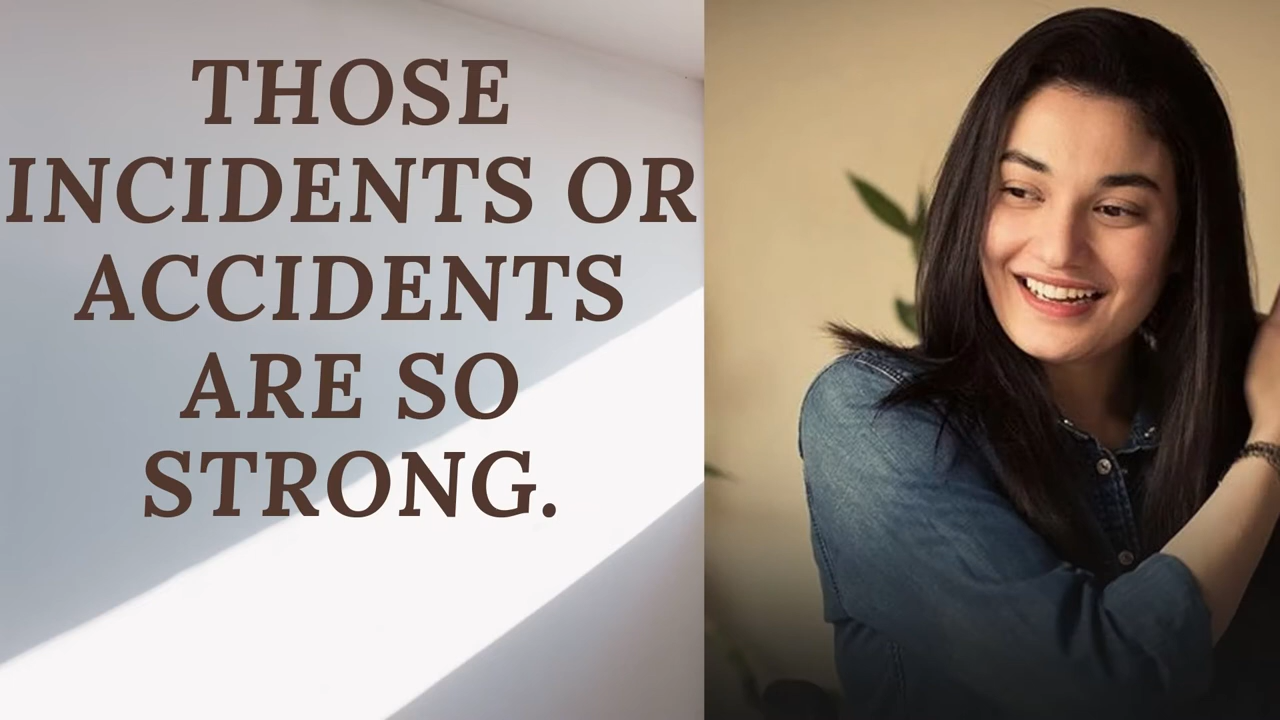 THOSE
INCIDENTS OR
ACCIDENTS
ARE SO
STRONG.